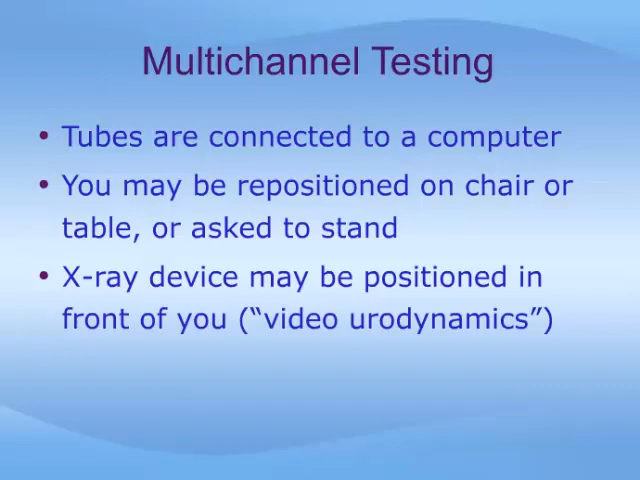 Multichannel Testing
• Tubes are connected to a computer
• You may be repositioned on chair or
table, or asked to stand
• X-ray device may be positioned in
front of you (“video urodynamics”)